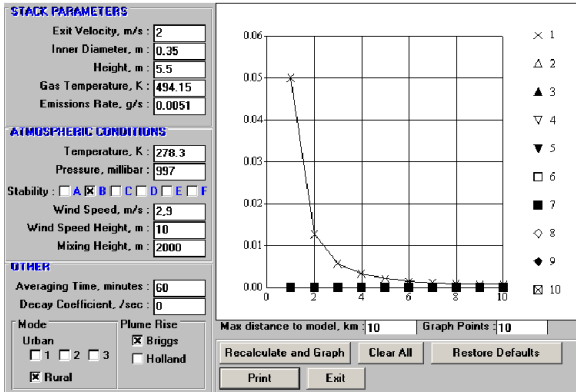 STACK PARAMETERS
Exit Velocity, m/s : 2
Inner Diameter, m : 0.35
Height, m : 5.5
Gas Temperature, K : 494.15
Emissions Rate, g/s : 0.0051
ATMOSPHERIC CONDITIONS
Temperature, K : 278.3
Pressure, millibar : 997
Stability : A B C D E F
Wind Speed, m/s : 2,9
Wind Speed Height, m : 10
Mixing Height, m : 2000
OTHER
Averaging Time, minutes : 60
Decay Coefficient, /sec : 0
Mode
Urban
1 2 3
Rural
Plume Rise
Briggs
Holland
0.06
0.05
0.04
0.03
0.02
0.01
0.00
0 2 4 6 8 10
1
2
3
4
5
6
7
8
9
10
Max distance to model, km : 10 Graph Points : 10
Recalculate and Graph Clear All Restore Defaults
Print Exit